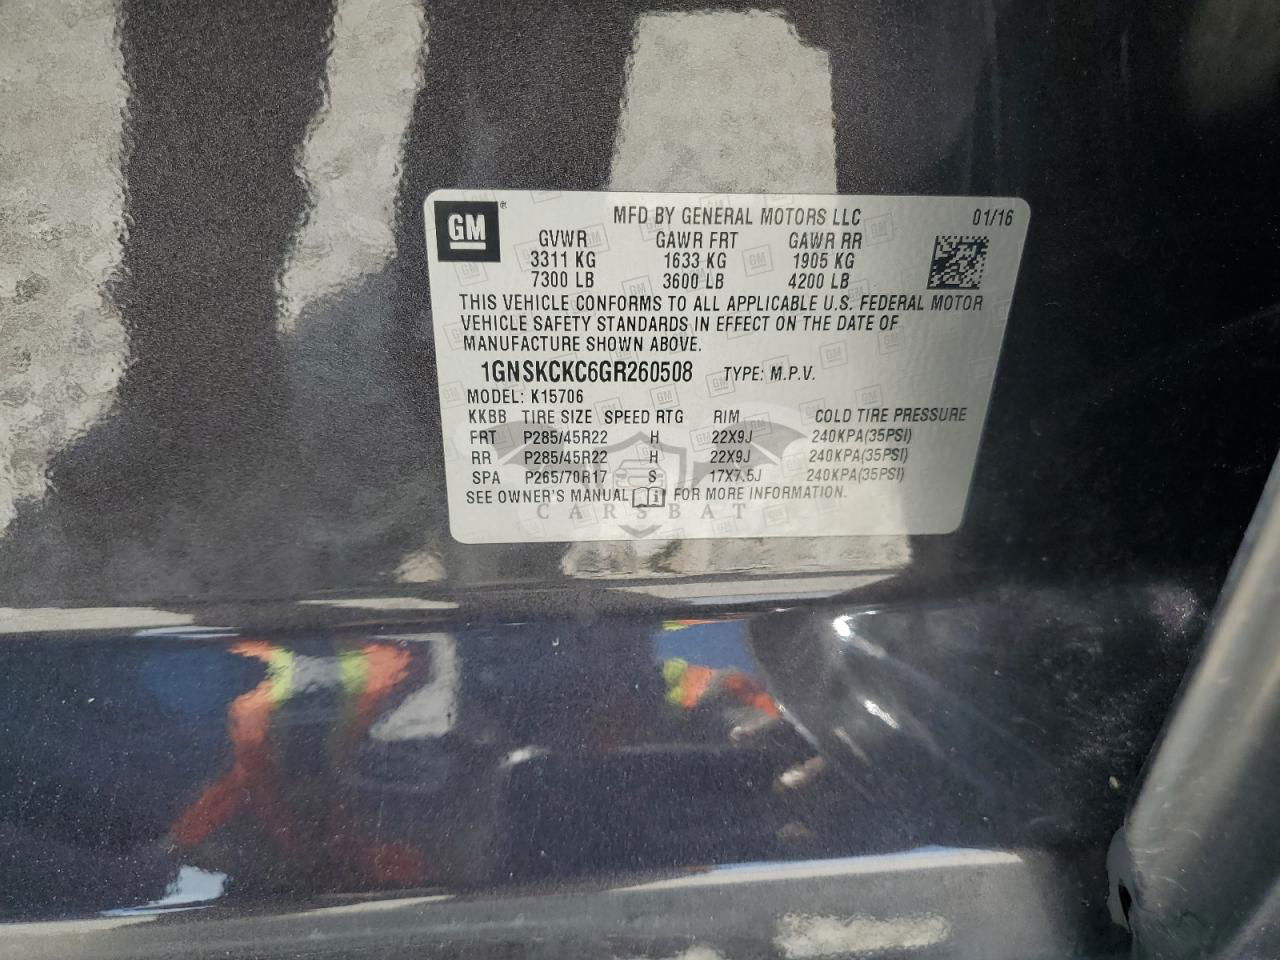 GM ®
MFD BY GENERAL MOTORS LLC 01/16
GVWR GAWR FRT GAWR RR
3311 KG 1633 KG 1905 KG
7300 LB 3600 LB 4200 LB
THIS VEHICLE CONFORMS TO ALL APPLICABLE U.S. FEDERAL MOTOR
VEHICLE SAFETY STANDARDS IN EFFECT ON THE DATE OF
MANUFACTURE SHOWN ABOVE.
1GNSKCKC6GR260508 TYPE: M.P.V.
MODEL: K15706
KKBB TIRE SIZE SPEED RTG RIM COLD TIRE PRESSURE
FRT P285/45R22 H 22X9J 240KPA(35PSI)
RR P285/45R22 H 22X9J 240KPA(35PSI)
SPA P265/70R17 S 17X7.5J 240KPA(35PSI)
SEE OWNER'S MANUAL FOR MORE INFORMATION.
CARSBAT